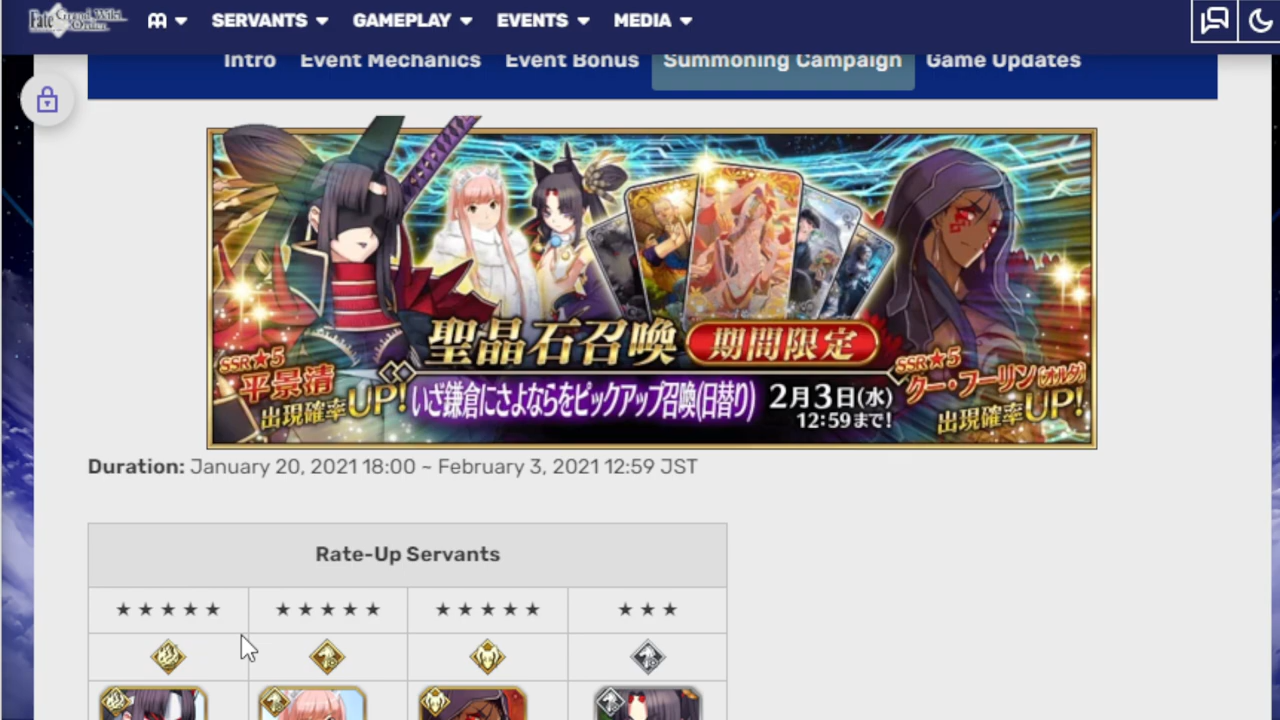 Fate Grand Wiki Order
SERVANTS GAMEPLAY EVENTS MEDIA
Intro Event Mechanics Event Bonus Summoning Campaign Game Updates
聖晶石召喚 期間限定
SSR★5
平景清
出現確率UP!
いざ鎌倉にさよならをピックアップ召喚(日替り)
2月3日(水)
12:59まで!
SSR★5
クー・フーリン〔オルタ〕
出現確率UP!
Duration: January 20, 2021 18:00 ~ February 3, 2021 12:59 JST
Rate-Up Servants
★ ★ ★ ★ ★ ★ ★ ★ ★ ★ ★ ★ ★ ★ ★ ★ ★ ★